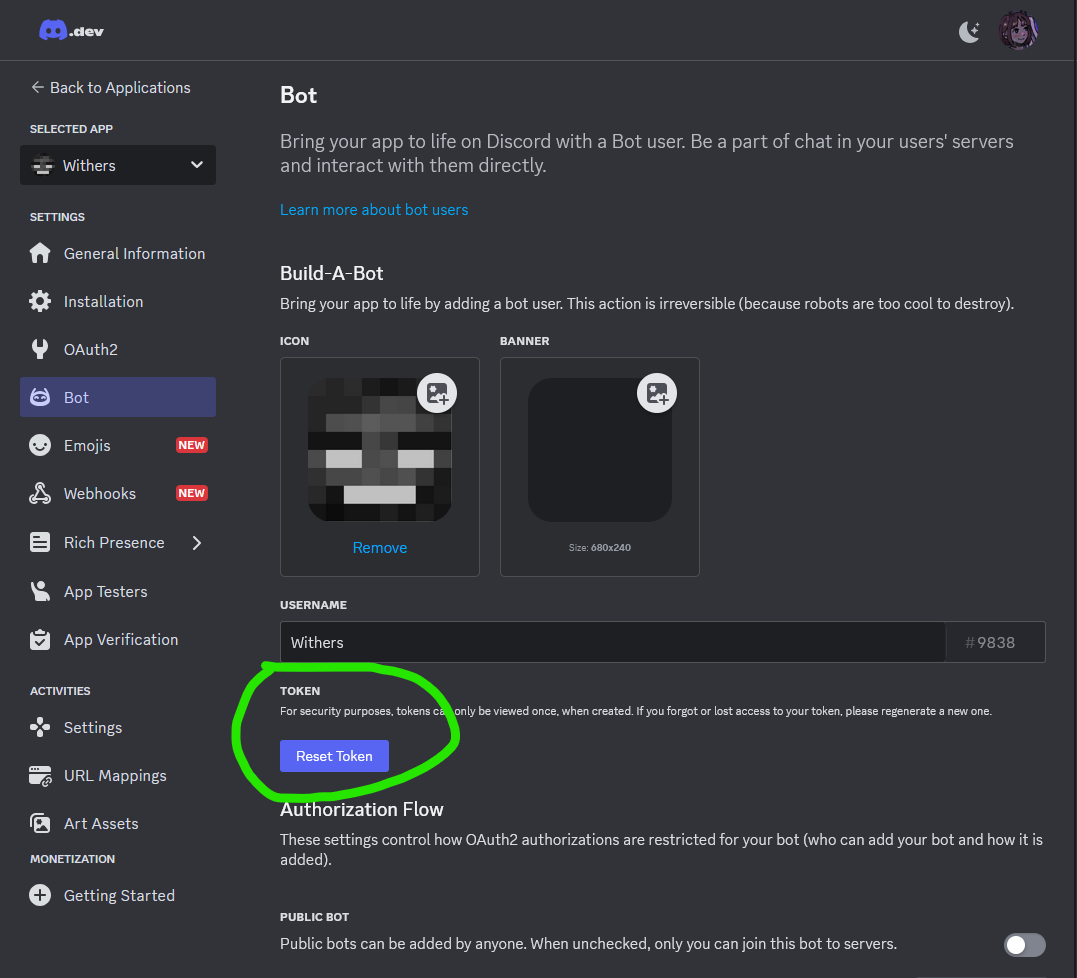 .dev
Back to Applications
SELECTED APP
Withers
SETTINGS
General Information
Installation
OAuth2
Bot
Emojis NEW
Webhooks NEW
Rich Presence
App Testers
App Verification
ACTIVITIES
Settings
URL Mappings
Art Assets
MONETIZATION
Getting Started
Bot
Bring your app to life on Discord with a Bot user. Be a part of chat in your users' servers
and interact with them directly.
Learn more about bot users
Build-A-Bot
Bring your app to life by adding a bot user. This action is irreversible (because robots are too cool to destroy).
ICON
BANNER
Remove
Size: 680x240
USERNAME
Withers #9838
TOKEN
For security purposes, tokens can only be viewed once, when created. If you forgot or lost access to your token, please regenerate a new one.
Reset Token
Authorization Flow
These settings control how OAuth2 authorizations are restricted for your bot (who can add your bot and how it is
added).
PUBLIC BOT
Public bots can be added by anyone. When unchecked, only you can join this bot to servers.